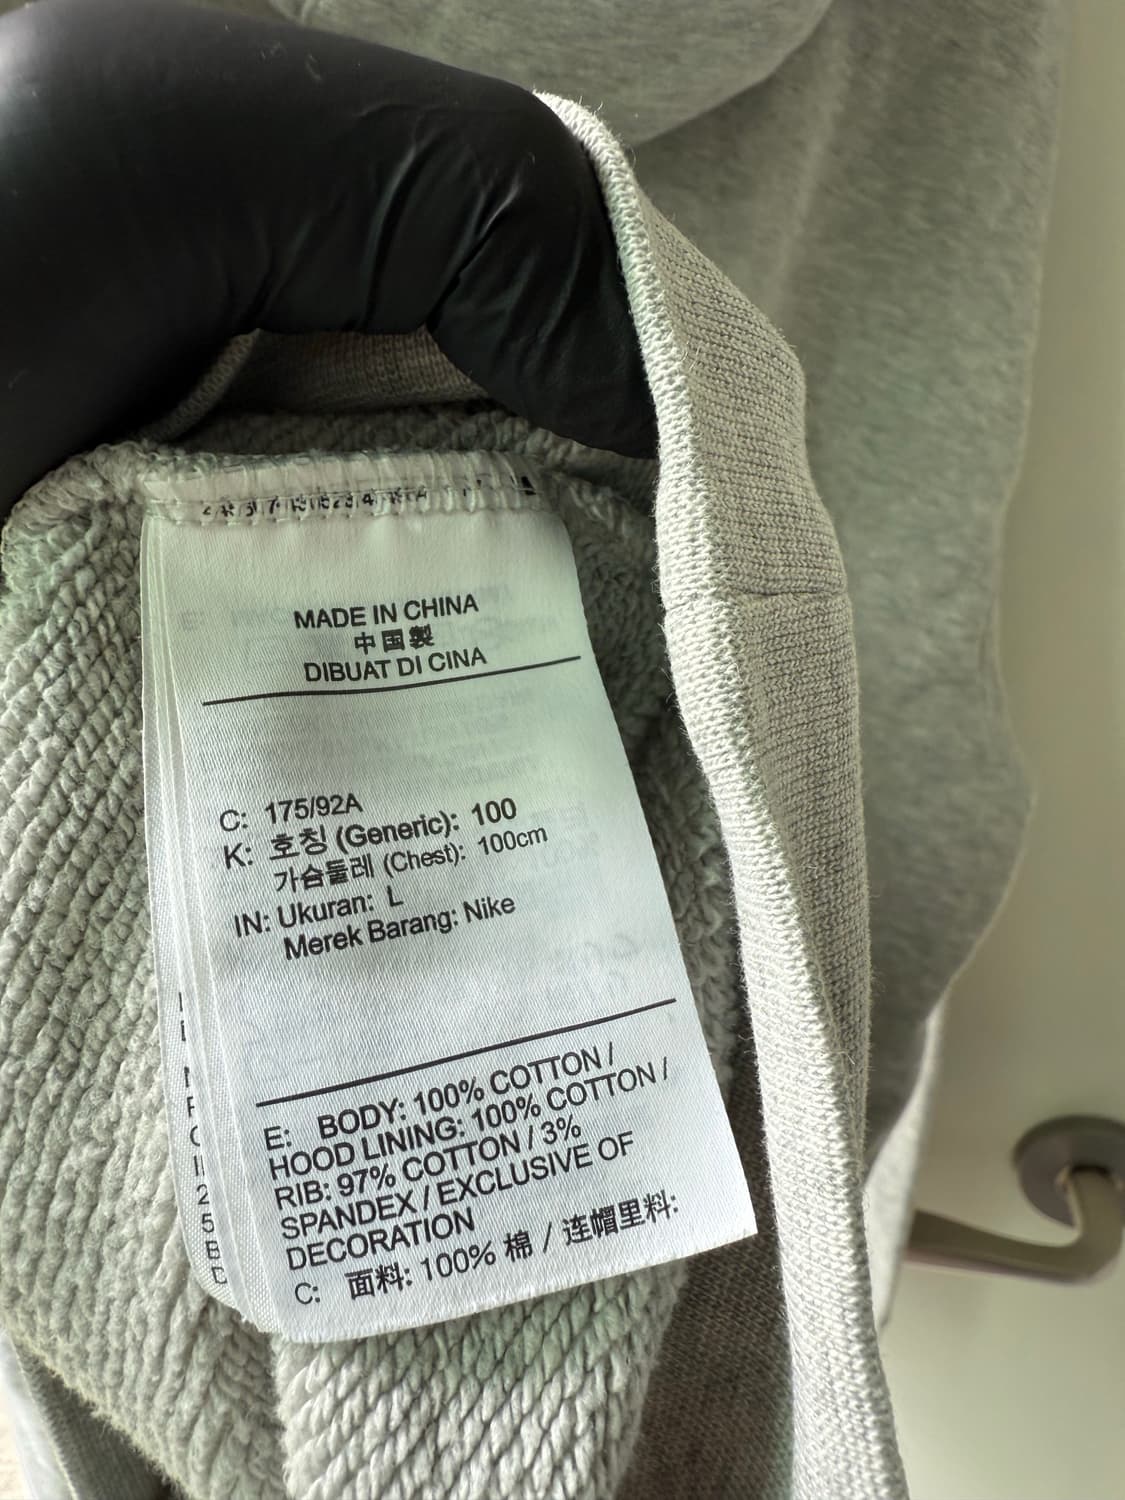 MADE IN CHINA
中国製
DIBUAT DI CINA
C: 175/92A
K: 호칭 (Generic): 100
가슴둘레 (Chest): 100cm
IN: Ukuran: L
Merek Barang: Nike
E: BODY: 100% COTTON /
HOOD LINING: 100% COTTON /
RIB: 97% COTTON / 3%
SPANDEX / EXCLUSIVE OF
DECORATION
C: 面料: 100% 棉 / 连帽里料: